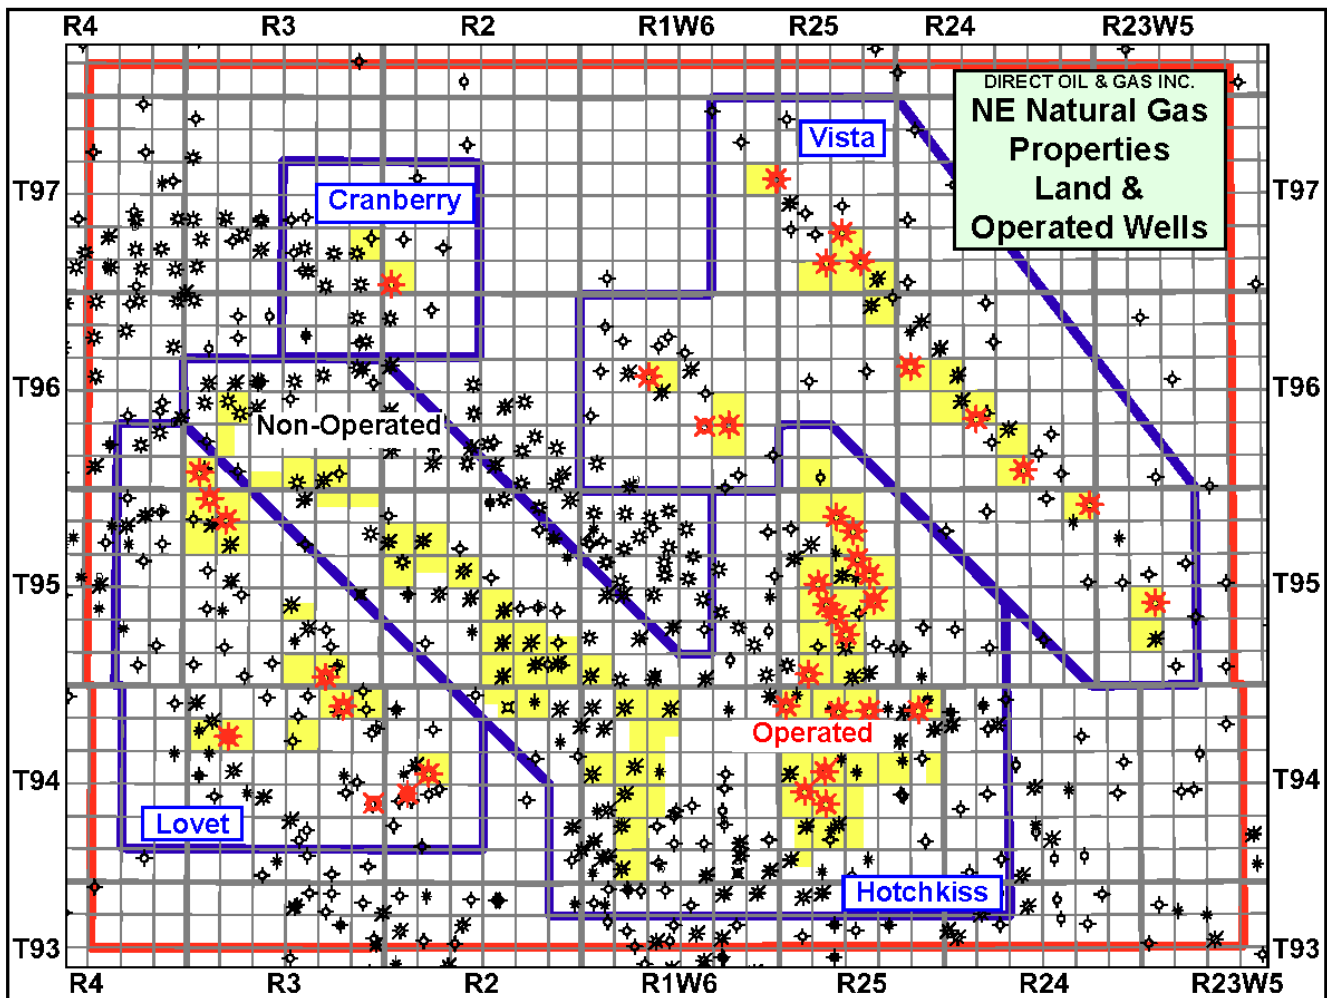 R4 R3 R2 R1W6 R25 R24 R23W5
DIRECT OIL & GAS INC.
NE Natural Gas
Properties
Land &
Operated Wells
Vista
T97 T97
Cranberry
T96 T96
Non-Operated
T95 T95
Operated
T94 T94
Lovet
Hotchkiss
T93 T93
R4 R3 R2 R1W6 R25 R24 R23W5